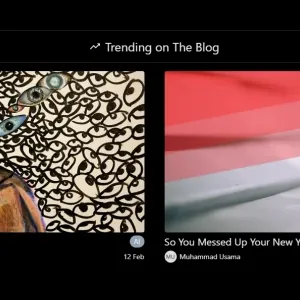 Trending on The Blog
AI
12 Feb
So You Messed Up Your New Y
MU Muhammad Usama